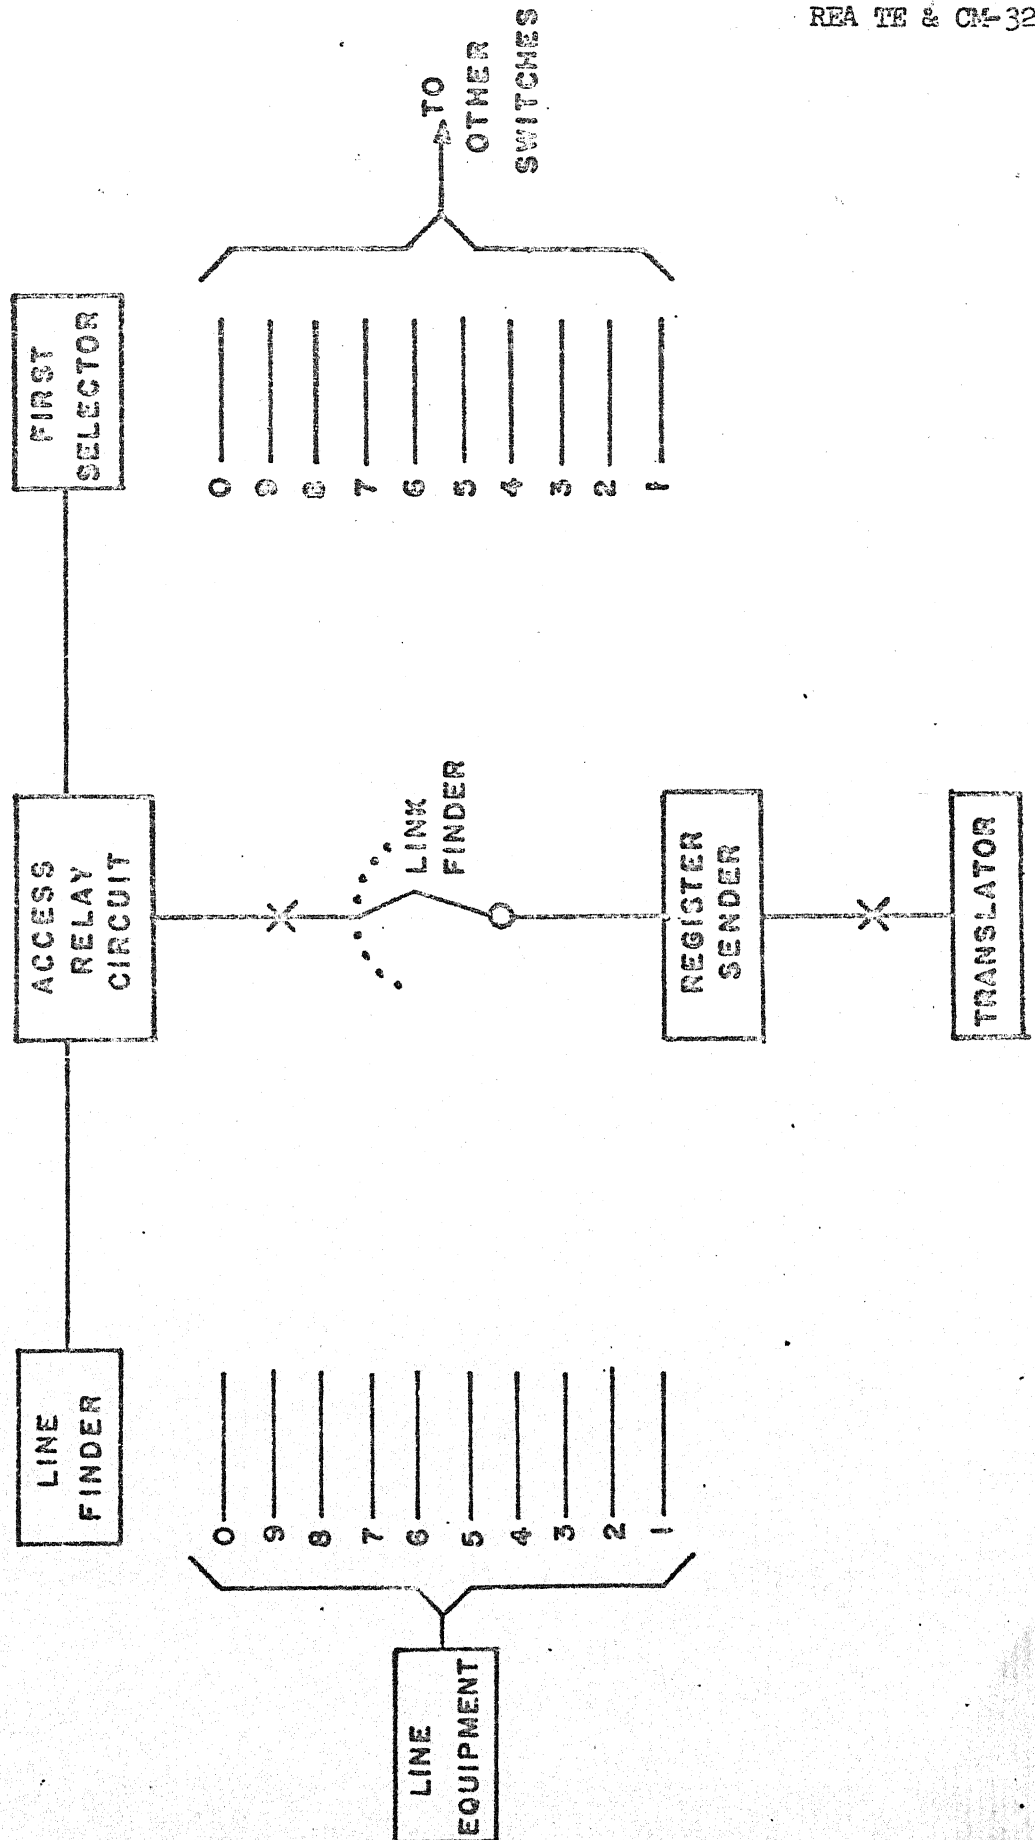 REA TE & CM-32
LINE
EQUIPMENT
LINE
FINDER
0
9
8
7
6
5
4
3
2
1
ACCESS
RELAY
CIRCUIT
LINK
FINDER
REGISTER
SENDER
TRANSLATOR
FIRST
SELECTOR
0
9
8
7
6
5
4
3
2
1
TO
OTHER
SWITCHES